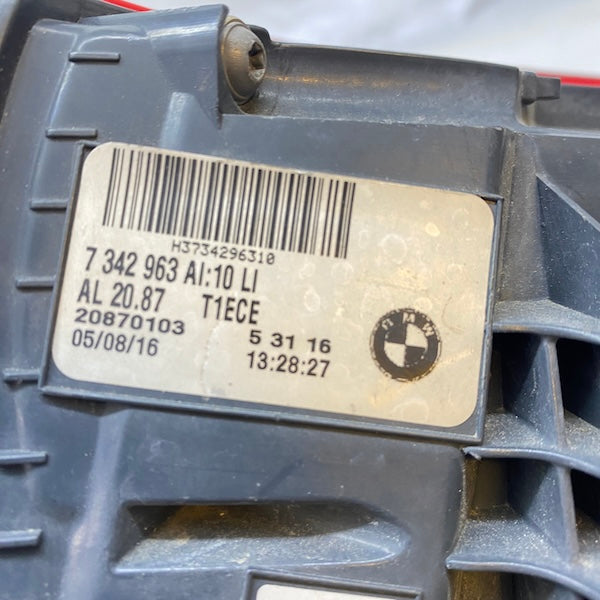 H3734296310
7 342 963 AI:10 LI
AL 20.87 T1ECE
20870103 5 31 16
05/08/16 13:28:27
BMW